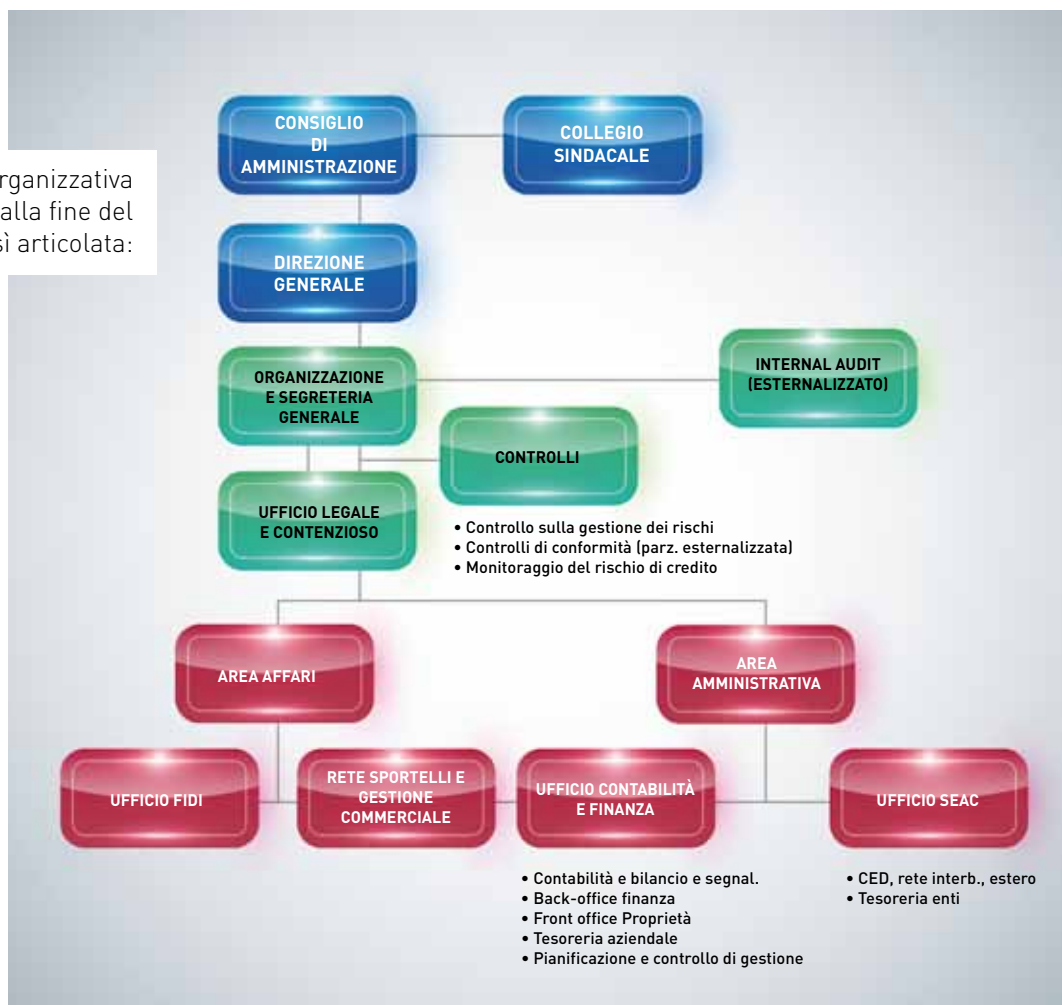 CONSIGLIO
DI
AMMINISTRAZIONE
COLLEGIO
SINDACALE
rganizzativa
alla fine del
sì articolata:
DIREZIONE
GENERALE
ORGANIZZAZIONE
E SEGRETERIA
GENERALE
INTERNAL AUDIT
(ESTERNALIZZATO)
CONTROLLI
UFFICIO LEGALE
E CONTENZIOSO
• Controllo sulla gestione dei rischi
• Controlli di conformità (parz. esternalizzata)
• Monitoraggio del rischio di credito
AREA AFFARI
AREA
AMMINISTRATIVA
UFFICIO FIDI
RETE SPORTELLI E
GESTIONE
COMMERCIALE
UFFICIO CONTABILITÀ
E FINANZA
UFFICIO SEAC
• Contabilità e bilancio e segnal.
• Back-office finanza
• Front office Proprietà
• Tesoreria aziendale
• Pianificazione e controllo di gestione
• CED, rete interb., estero
• Tesoreria enti